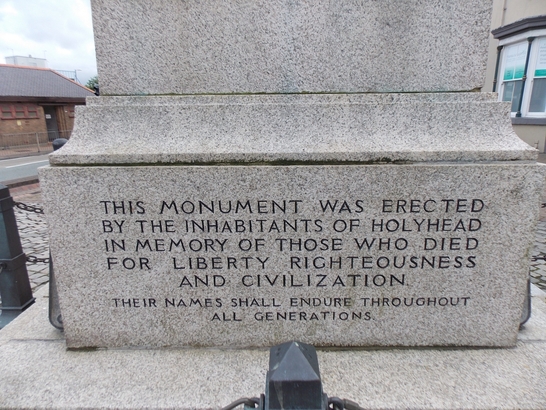 THIS MONUMENT WAS ERECTED
BY THE INHABITANTS OF HOLYHEAD
IN MEMORY OF THOSE WHO DIED
FOR LIBERTY RIGHTEOUSNESS
AND CIVILIZATION.
THEIR NAMES SHALL ENDURE THROUGHOUT
ALL GENERATIONS.